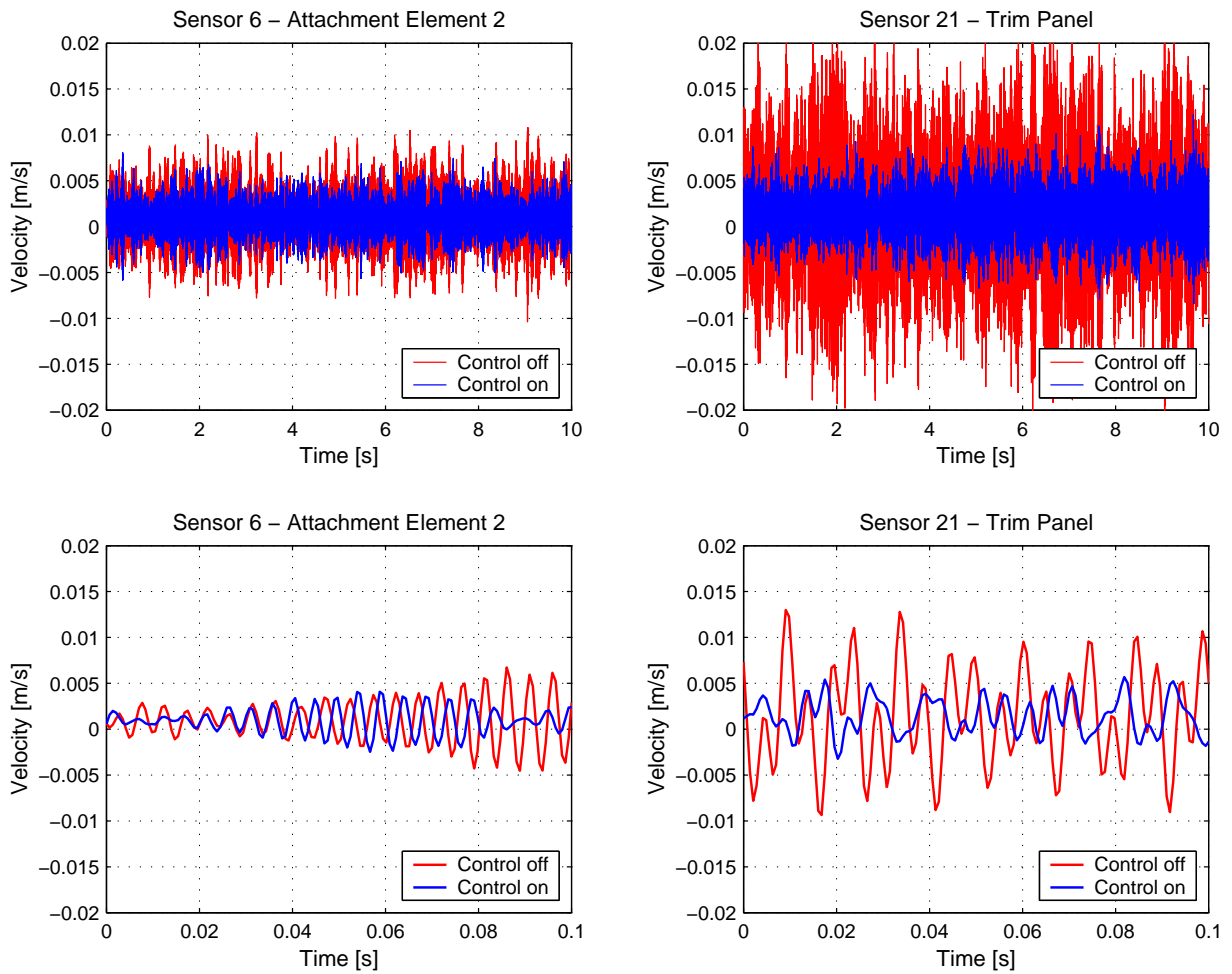 Sensor 6 – Attachment Element 2
0.02
0.015
0.01
0.005
0
−0.005
−0.01
−0.015
−0.02
Velocity [m/s]
0 2 4 6 8 10
Time [s]
Control off
Control on
Sensor 21 – Trim Panel
0.02
0.015
0.01
0.005
0
−0.005
−0.01
−0.015
−0.02
Velocity [m/s]
0 2 4 6 8 10
Time [s]
Control off
Control on
Sensor 6 – Attachment Element 2
0.02
0.015
0.01
0.005
0
−0.005
−0.01
−0.015
−0.02
Velocity [m/s]
0 0.02 0.04 0.06 0.08 0.1
Time [s]
Control off
Control on
Sensor 21 – Trim Panel
0.02
0.015
0.01
0.005
0
−0.005
−0.01
−0.015
−0.02
Velocity [m/s]
0 0.02 0.04 0.06 0.08 0.1
Time [s]
Control off
Control on